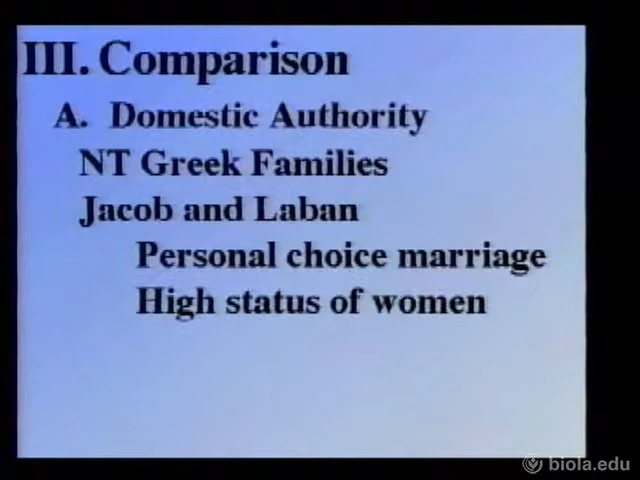 III. Comparison
A. Domestic Authority
NT Greek Families
Jacob and Laban
Personal choice marriage
High status of women
biola.edu